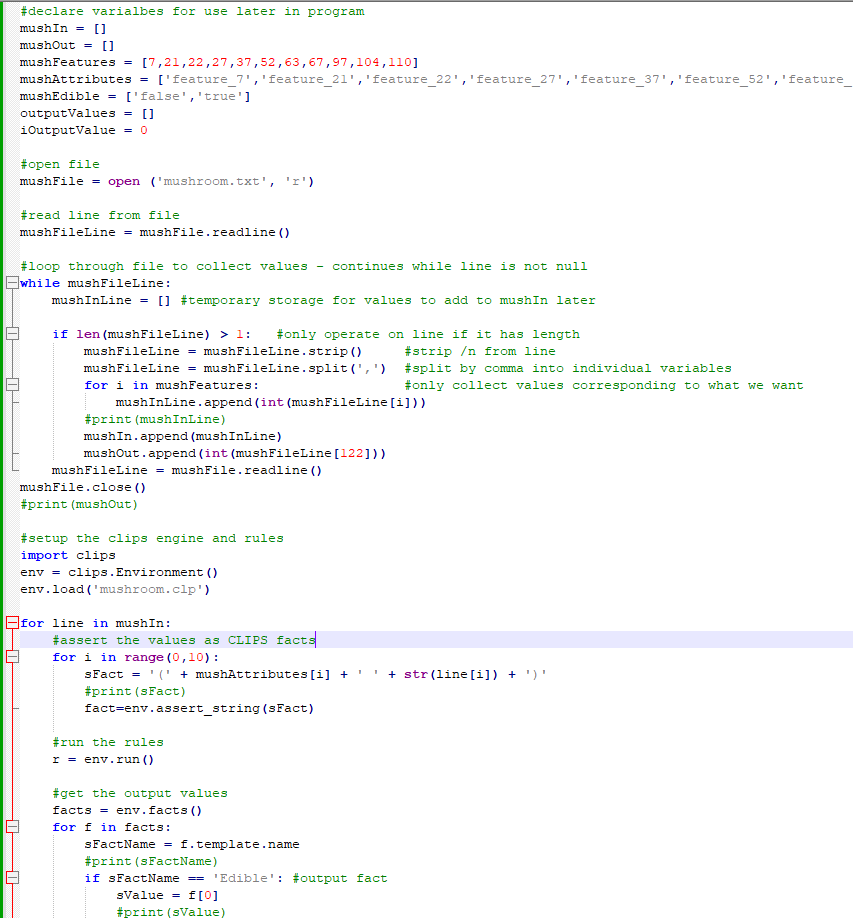 #declare varialbes for use later in program
mushIn = []
mushOut = []
mushFeatures = [7,21,22,27,37,52,63,67,97,104,110]
mushAttributes = ['feature_7','feature_21','feature_22','feature_27','feature_37','feature_52','feature_
mushEdible = ['false','true']
outputValues = []
iOutputValue = 0

#open file
mushFile = open ('mushroom.txt', 'r')

#read line from file
mushFileLine = mushFile.readline()

#loop through file to collect values - continues while line is not null
while mushFileLine:
    mushInLine = [] #temporary storage for values to add to mushIn later

    if len(mushFileLine) > 1:   #only operate on line if it has length
        mushFileLine = mushFileLine.strip()     #strip /n from line
        mushFileLine = mushFileLine.split(',')  #split by comma into individual variables
        for i in mushFeatures:                  #only collect values corresponding to what we want
            mushInLine.append(int(mushFileLine[i]))
        #print(mushInLine)
        mushIn.append(mushInLine)
        mushOut.append(int(mushFileLine[122]))
    mushFileLine = mushFile.readline()
mushFile.close()
#print(mushOut)

#setup the clips engine and rules
import clips
env = clips.Environment()
env.load('mushroom.clp')

for line in mushIn:
    #assert the values as CLIPS facts
    for i in range(0,10):
        sFact = '(' + mushAttributes[i] + ' ' + str(line[i]) + ')'
        #print(sFact)
        fact=env.assert_string(sFact)

    #run the rules
    r = env.run()

    #get the output values
    facts = env.facts()
    for f in facts:
        sFactName = f.template.name
        #print(sFactName)
        if sFactName == 'Edible': #output fact
            sValue = f[0]
            #print(sValue)